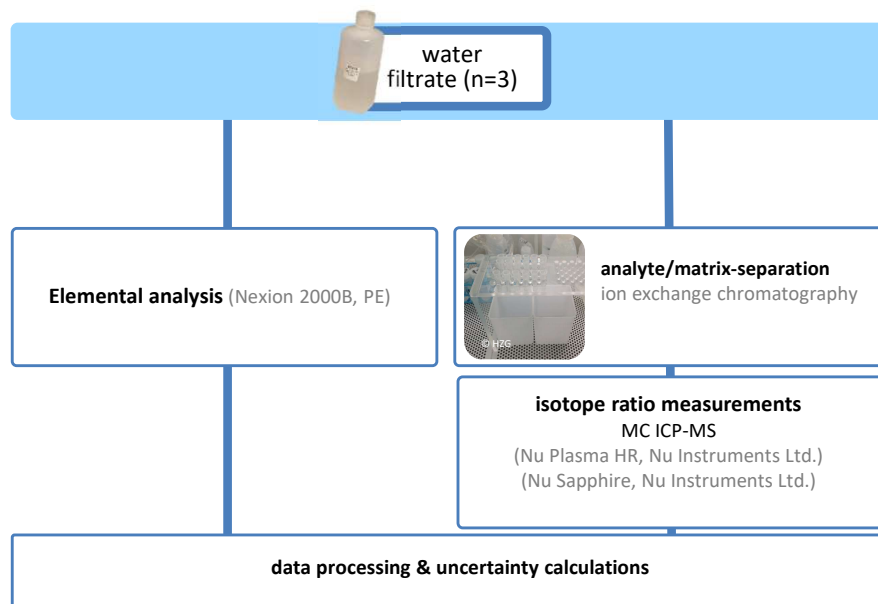 water
filtrate (n=3)
Elemental analysis (Nexion 2000B, PE)
analyte/matrix-separation
ion exchange chromatography
© HZG
isotope ratio measurements
MC ICP-MS
(Nu Plasma HR, Nu Instruments Ltd.)
(Nu Sapphire, Nu Instruments Ltd.)
data processing & uncertainty calculations